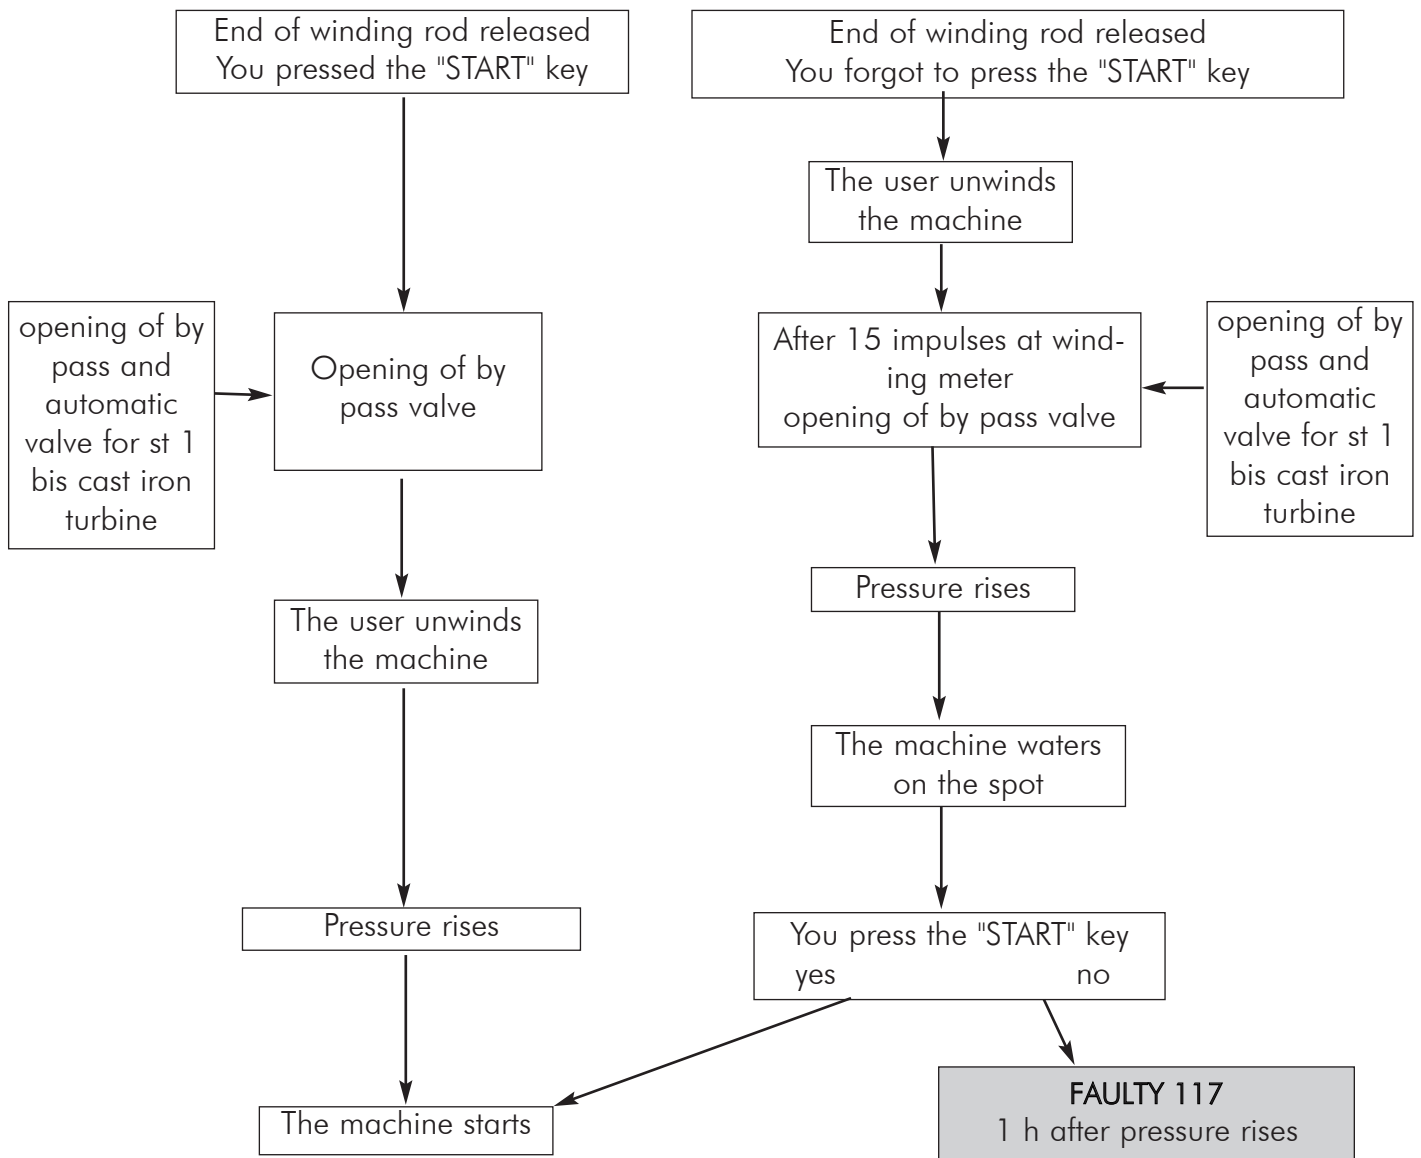 End of winding rod released
You pressed the "START" key
End of winding rod released
You forgot to press the "START" key
The user unwinds
the machine
opening of by
pass and
automatic
valve for st 1
bis cast iron
turbine
Opening of by
pass valve
After 15 impulses at wind-
ing meter
opening of by pass valve
opening of by
pass and
automatic
valve for st 1
bis cast iron
turbine
The user unwinds
the machine
Pressure rises
The machine waters
on the spot
Pressure rises
You press the "START" key
yes no
The machine starts
FAULTY 117
1 h after pressure rises